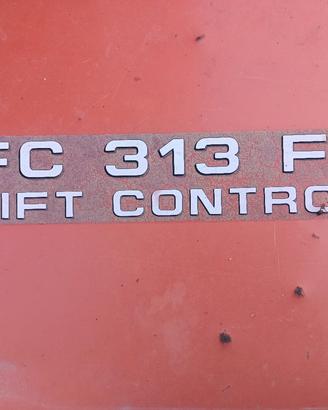 FC 313 F
IFT CONTRO